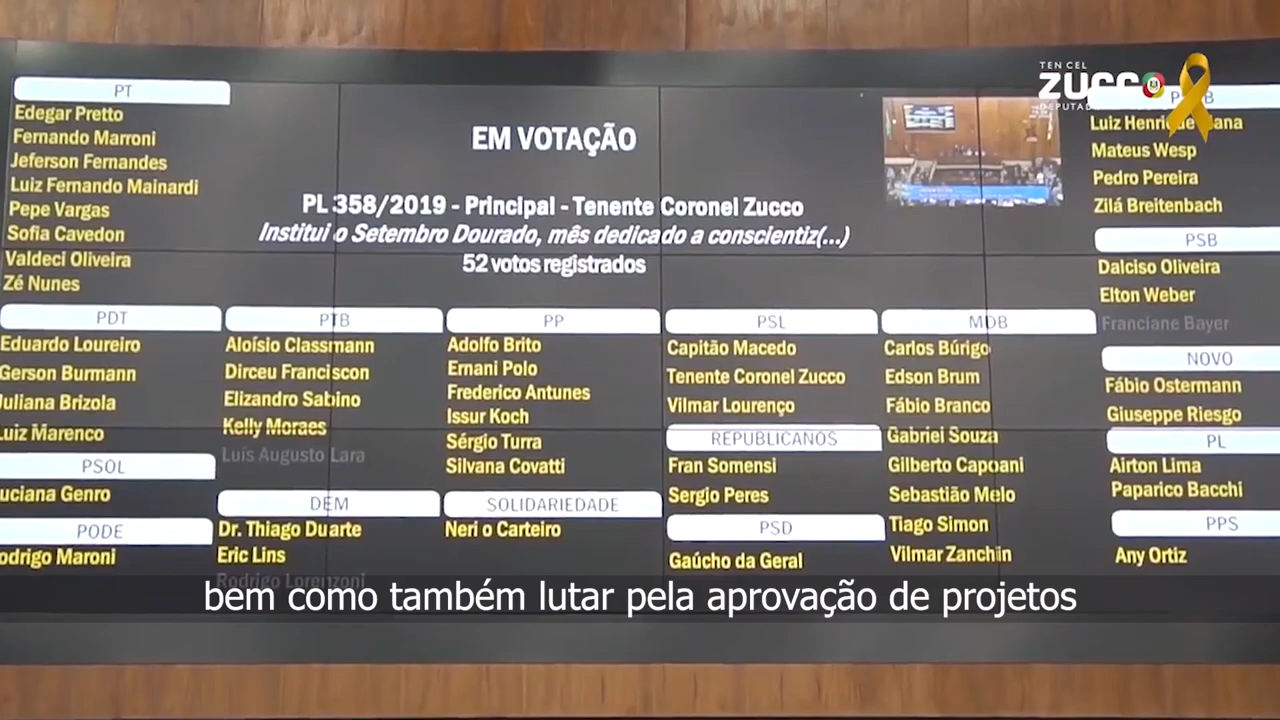 TEN CEL
ZUCCO
PT
Edegar Pretto
Fernando Marroni
Jeferson Fernandes
Luiz Fernando Mainardi
Pepe Vargas
Sofia Cavedon
Valdeci Oliveira
Zé Nunes
EM VOTAÇÃO
PL 358/2019 - Principal - Tenente Coronel Zucco
Institui o Setembro Dourado, mês dedicado a conscientiz(...)
52 votos registrados
Luiz
Mateus Wesp
Pedro Pereira
Zilá Breitenbach
PSB
Dalciso Oliveira
Elton Weber
Franciane Bayer
PDT
Eduardo Loureiro
Gerson Burmann
Juliana Brizola
Luiz Marenco
PTB
Aloísio Classmann
Dirceu Franciscon
Elizandro Sabino
Kelly Moraes
Luís Augusto Lara
PP
Adolfo Brito
Ernani Polo
Frederico Antunes
Issur Koch
Sérgio Turra
Silvana Covatti
PSL
Capitão Macedo
Tenente Coronel Zucco
Vilmar Lourenço
MDB
Carlos Búrigo
Edson Brum
Fábio Branco
Gabriel Souza
Gilberto Capoani
Sebastião Melo
Tiago Simon
Vilmar Zanchin
NOVO
Fábio Ostermann
Giuseppe Riesgo
PSOL
uciana Genro
PODE
odrigo Maroni
DEM
Dr. Thiago Duarte
Eric Lins
Rodrigo Lorenzoni
SOLIDARIEDADE
Neri o Carteiro
REPUBLICANOS
Fran Somensi
Sergio Peres
PSD
Gaúcho da Geral
PL
Airton Lima
Paparico Bacchi
PPS
Any Ortiz
bem como também lutar pela aprovação de projetos